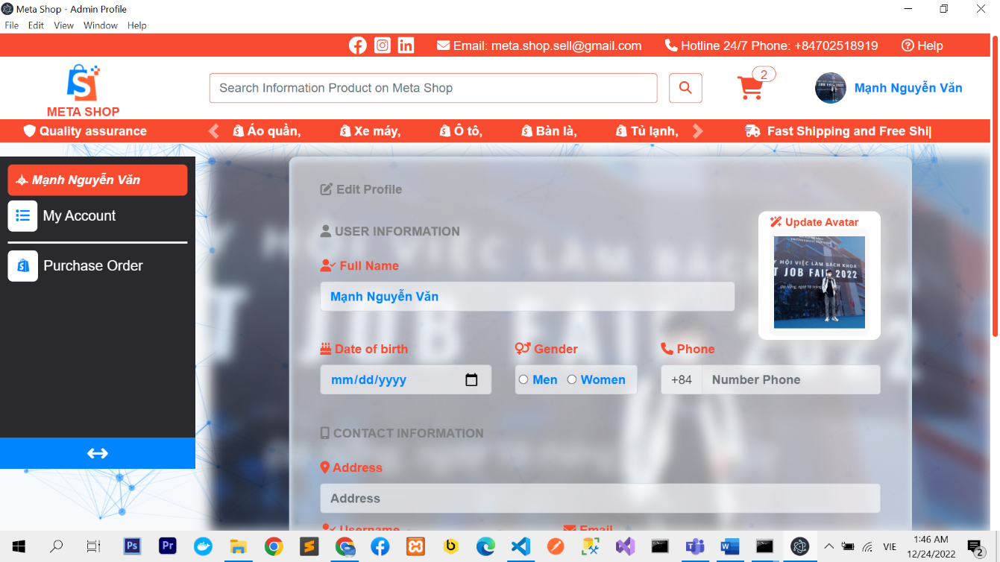 Meta Shop - Admin Profile
File Edit View Window Help
Email: meta.shop.sell@gmail.com Hotline 24/7 Phone: +84702518919 Help
META SHOP
Search Information Product on Meta Shop
2
Mạnh Nguyễn Văn
Quality assurance
Áo quần, Xe máy, Ô tô, Bàn là, Tủ lạnh,
Fast Shipping and Free Shi
Mạnh Nguyễn Văn
My Account
Purchase Order
Edit Profile
USER INFORMATION
Update Avatar
Y HỘI VIỆC LÀM BÁCH KHOA
T JOB FAIR 2022
Full Name
Mạnh Nguyễn Văn
Date of birth Gender Phone
mm/dd/yyyy Men Women +84 Number Phone
CONTACT INFORMATION
Address
Address
Username Email
1:46 AM
VIE
12/24/2022
2